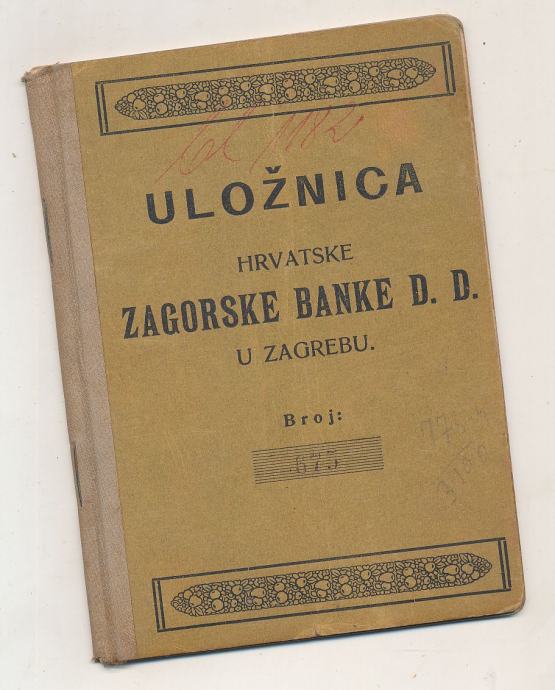 ULOŽNICA
HRVATSKE
ZAGORSKE BANKE D. D.
U ZAGREBU.
Broj:
675